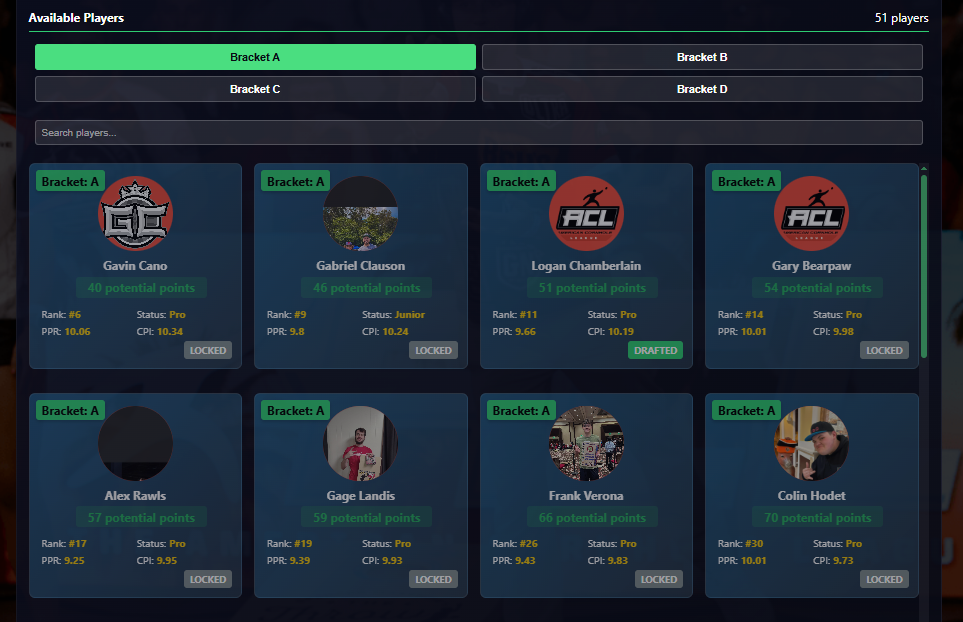 Available Players
51 players
Bracket A
Bracket B
Bracket C
Bracket D
Search players...
Bracket: A
GC
Gavin Cano
40 potential points
Rank: #6
Status: Pro
PPR: 10.06
CPI: 10.34
LOCKED
Bracket: A
Gabriel Clauson
46 potential points
Rank: #9
Status: Junior
PPR: 9.8
CPI: 10.24
LOCKED
Bracket: A
ACL
AMERICAN CORNHOLE
LEAGUE
Logan Chamberlain
51 potential points
Rank: #11
Status: Pro
PPR: 9.66
CPI: 10.19
DRAFTED
Bracket: A
ACL
AMERICAN CORNHOLE
LEAGUE
Gary Bearpaw
54 potential points
Rank: #14
Status: Pro
PPR: 10.01
CPI: 9.98
LOCKED
Bracket: A
Alex Rawls
57 potential points
Rank: #17
Status: Pro
PPR: 9.25
CPI: 9.95
LOCKED
Bracket: A
Gage Landis
59 potential points
Rank: #19
Status: Pro
PPR: 9.39
CPI: 9.93
LOCKED
Bracket: A
Frank Verona
66 potential points
Rank: #26
Status: Pro
PPR: 9.43
CPI: 9.83
LOCKED
Bracket: A
Colin Hodet
70 potential points
Rank: #30
Status: Pro
PPR: 10.01
CPI: 9.73
LOCKED